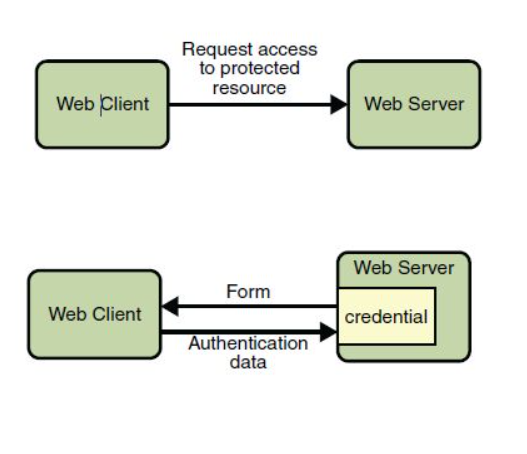 Request access
to protected
resource
Web Client
Web Server
Web Server
Form
credential
Web Client
Authentication
data